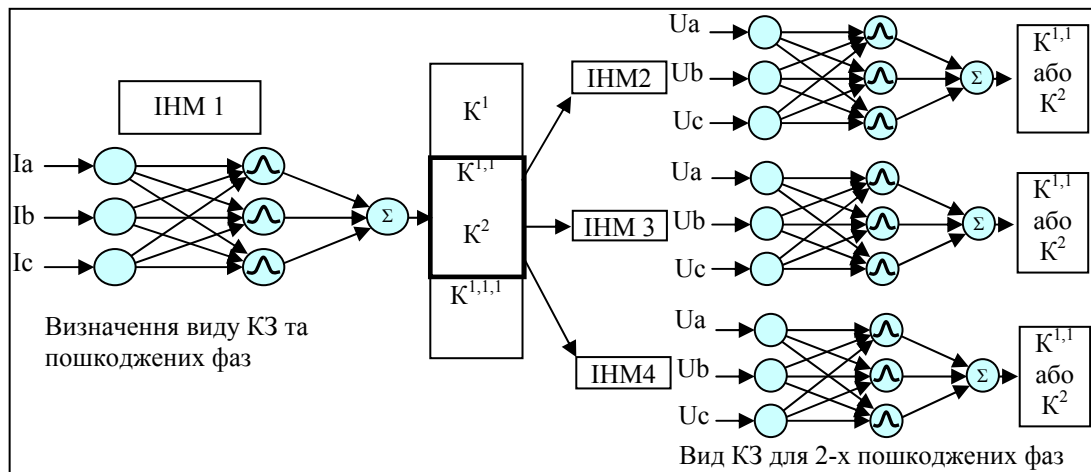 ІНМ 1
Ia
Ib
Ic
Σ
Визначення виду КЗ та
пошкоджених фаз
К¹
К¹,¹
К²
К¹,¹,¹
ІНМ2
Ua
Ub
Uc
Σ
К¹,¹
або
К²
ІНМ 3
Ua
Ub
Uc
Σ
К¹,¹
або
К²
ІНМ4
Ua
Ub
Uc
Σ
К¹,¹
або
К²
Вид КЗ для 2-х пошкоджених фаз